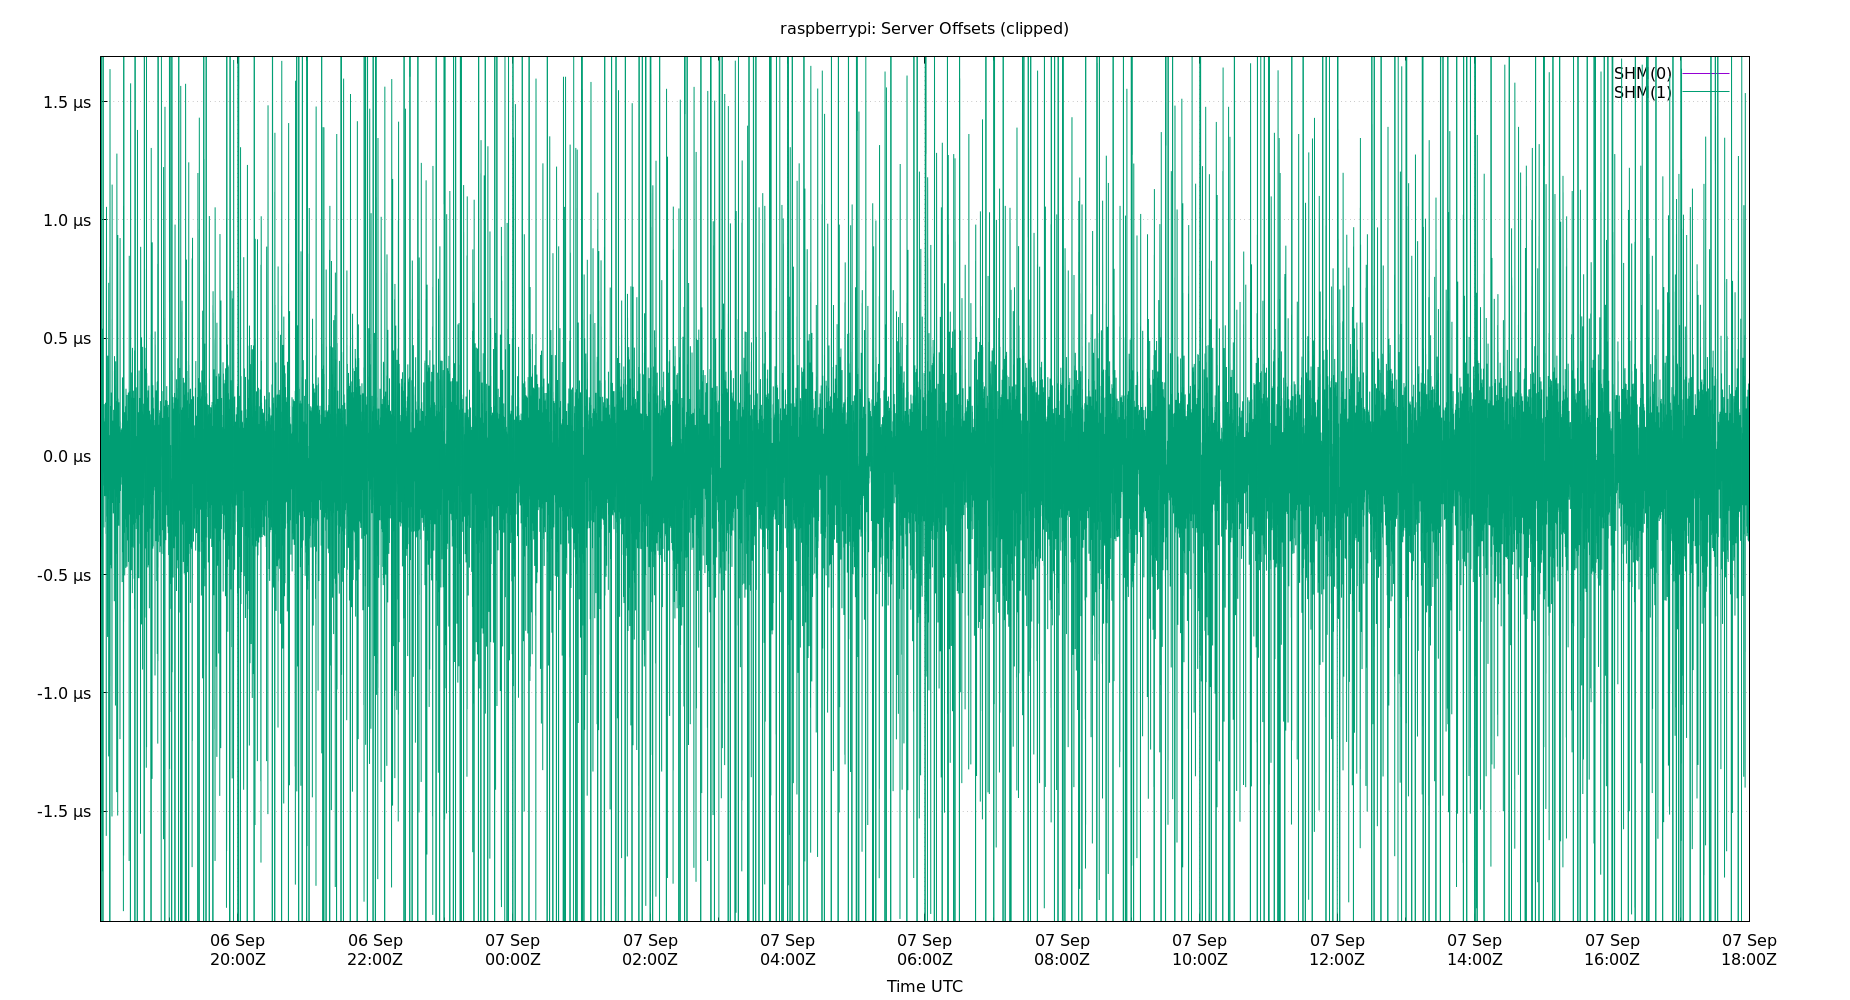 raspberrypi: Server Offsets (clipped)
SHM(0)
SHM(1)
1.5 µs
1.0 µs
0.5 µs
0.0 µs
-0.5 µs
-1.0 µs
-1.5 µs
06 Sep 06 Sep 07 Sep 07 Sep 07 Sep 07 Sep 07 Sep 07 Sep 07 Sep 07 Sep 07 Sep 07 Sep
20:00Z 22:00Z 00:00Z 02:00Z 04:00Z 06:00Z 08:00Z 10:00Z 12:00Z 14:00Z 16:00Z 18:00Z
Time UTC